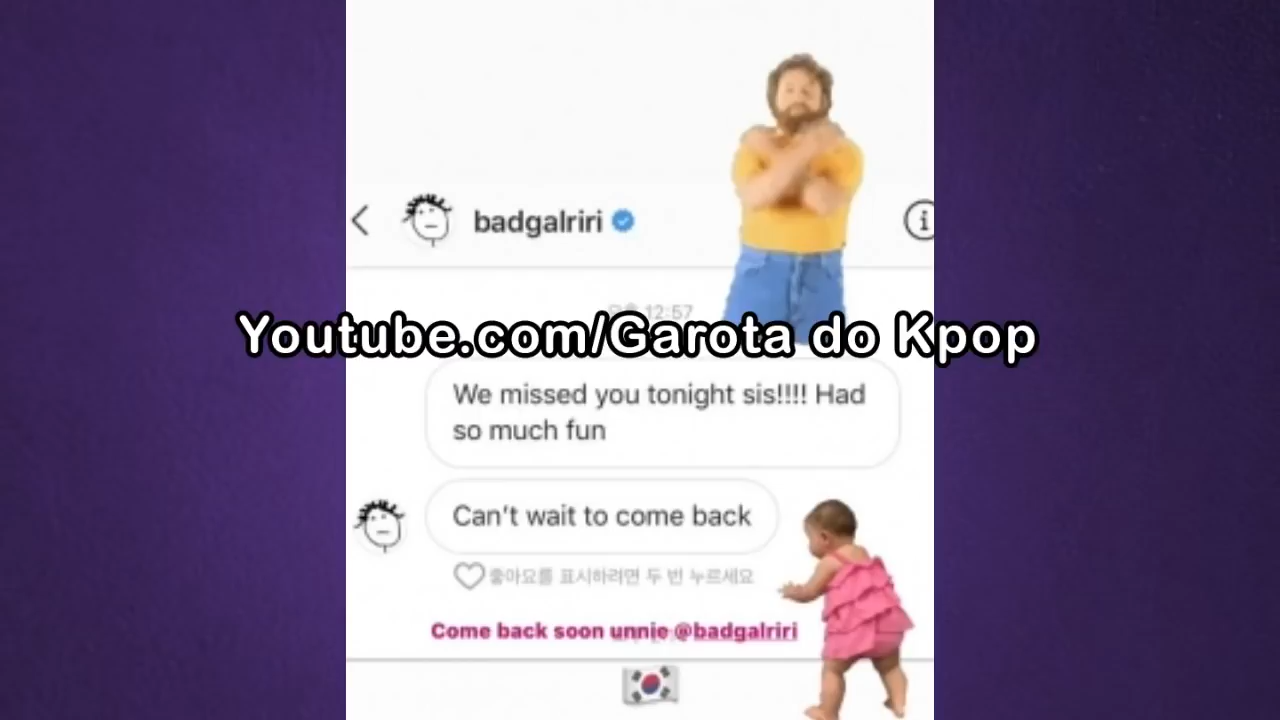 badgalriri
12:57
Youtube.com/Garota do Kpop
We missed you tonight sis!!!! Had
so much fun
Can't wait to come back
좋아요를 표시하려면 두 번 누르세요
Come back soon unnie @badgalriri